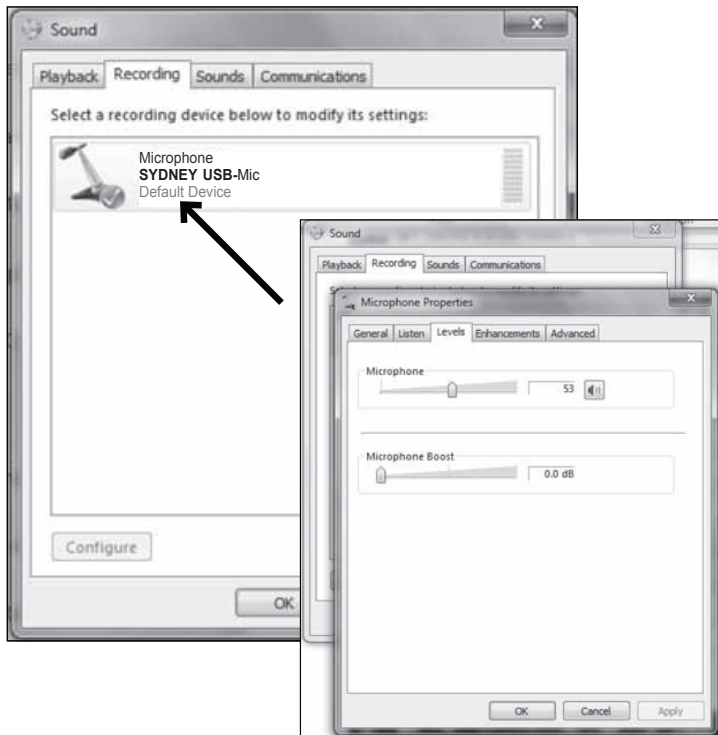 Sound
Playback Recording Sounds Communications
Select a recording device below to modify its settings:
Microphone
SYDNEY USB-Mic
Default Device
Configure
OK
Sound
Playback Recording Sounds Communications
Microphone Properties
General Listen Levels Enhancements Advanced
Microphone
53
Microphone Boost
0.0 dB
OK Cancel Apply